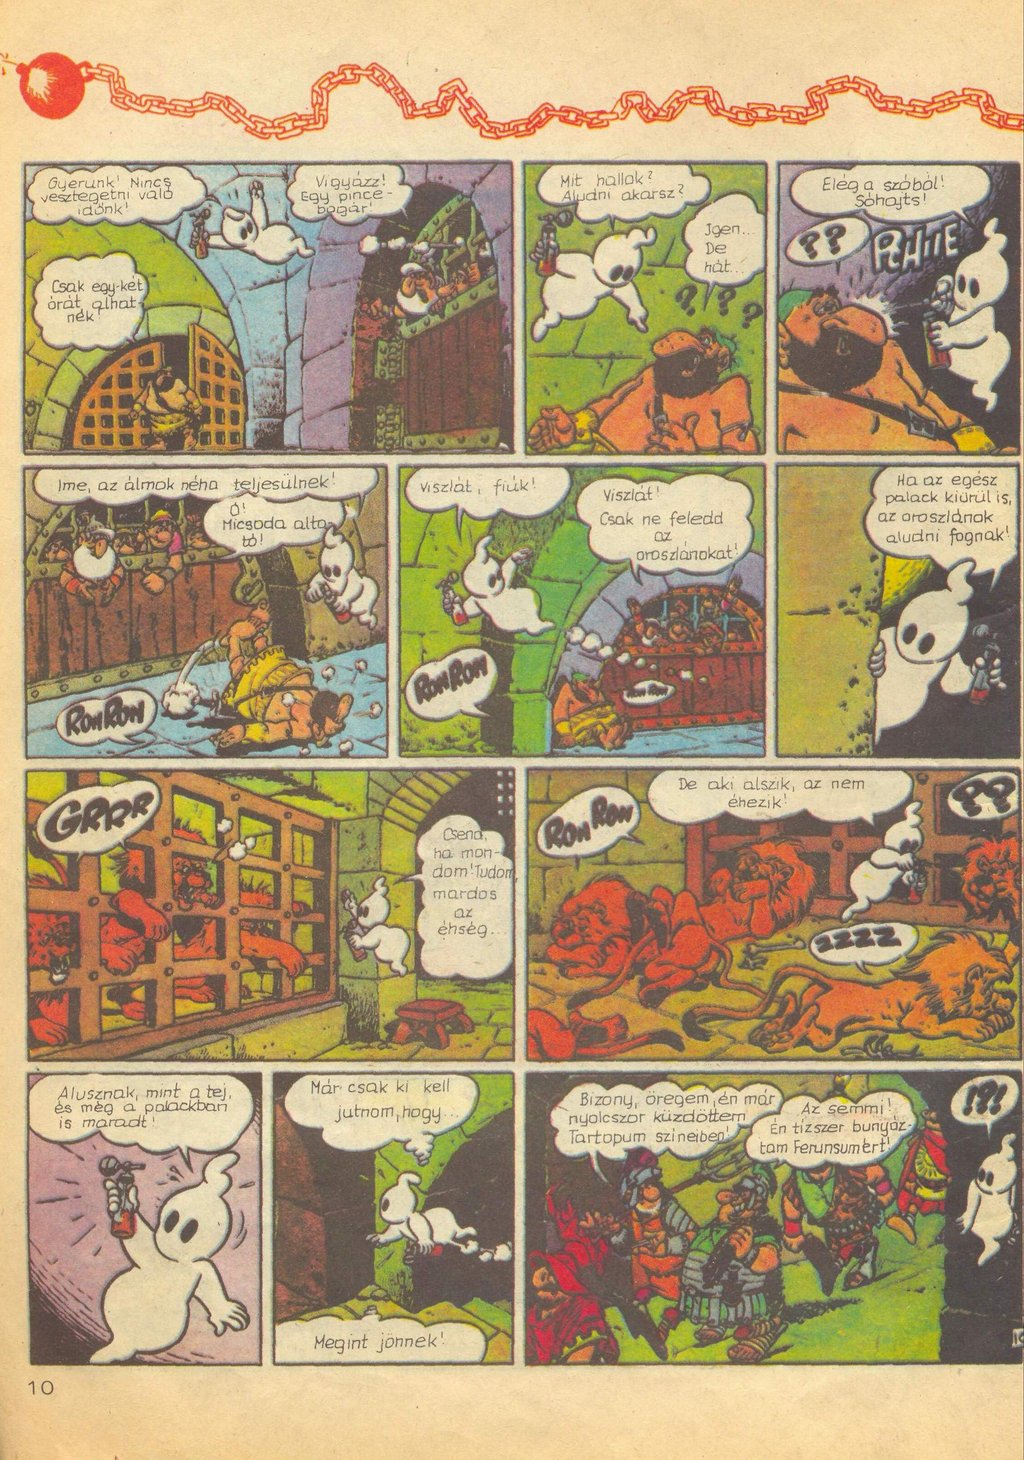 Gyerünk! Nincs
vesztegetni való
időnk!
Vigyázz!
Egy pince-
bogár!
Csak egy-két
órát alhat-
nék!
Mit hallok?
Aludni akarsz?
Igen...
De
hát...
? ? ?
Elég a szóból!
Sóhajts!
??
PCHHIIE
Ime, az álmok néha teljesülnek!
Ó!
Micsoda alta-
tó!
RON RON
Viszlát, fiúk!
Viszlát!
Csak ne feledd
az
oroszlánokat!
RON RON
RON RON
Ha az egész
palack kiürül is,
az oroszlánok
aludni fognak!
GRRR
Csend,
ha mon-
dom! Tudom,
mardos
az
éhség...
RON RON
De aki alszik, az nem
éhezik!
??
ZZZZ
Alusznak, mint a tej,
és még a palackban
is maradt!
Már csak ki kell
jutnom, hogy...
Megint jönnek!
Bizony, öregem, én már
nyolcszor küzdöttem
Tartopum színeiben!
Az semmi!
Én tízszer bunyóz-
tam Ferunsumért!
!?!
10